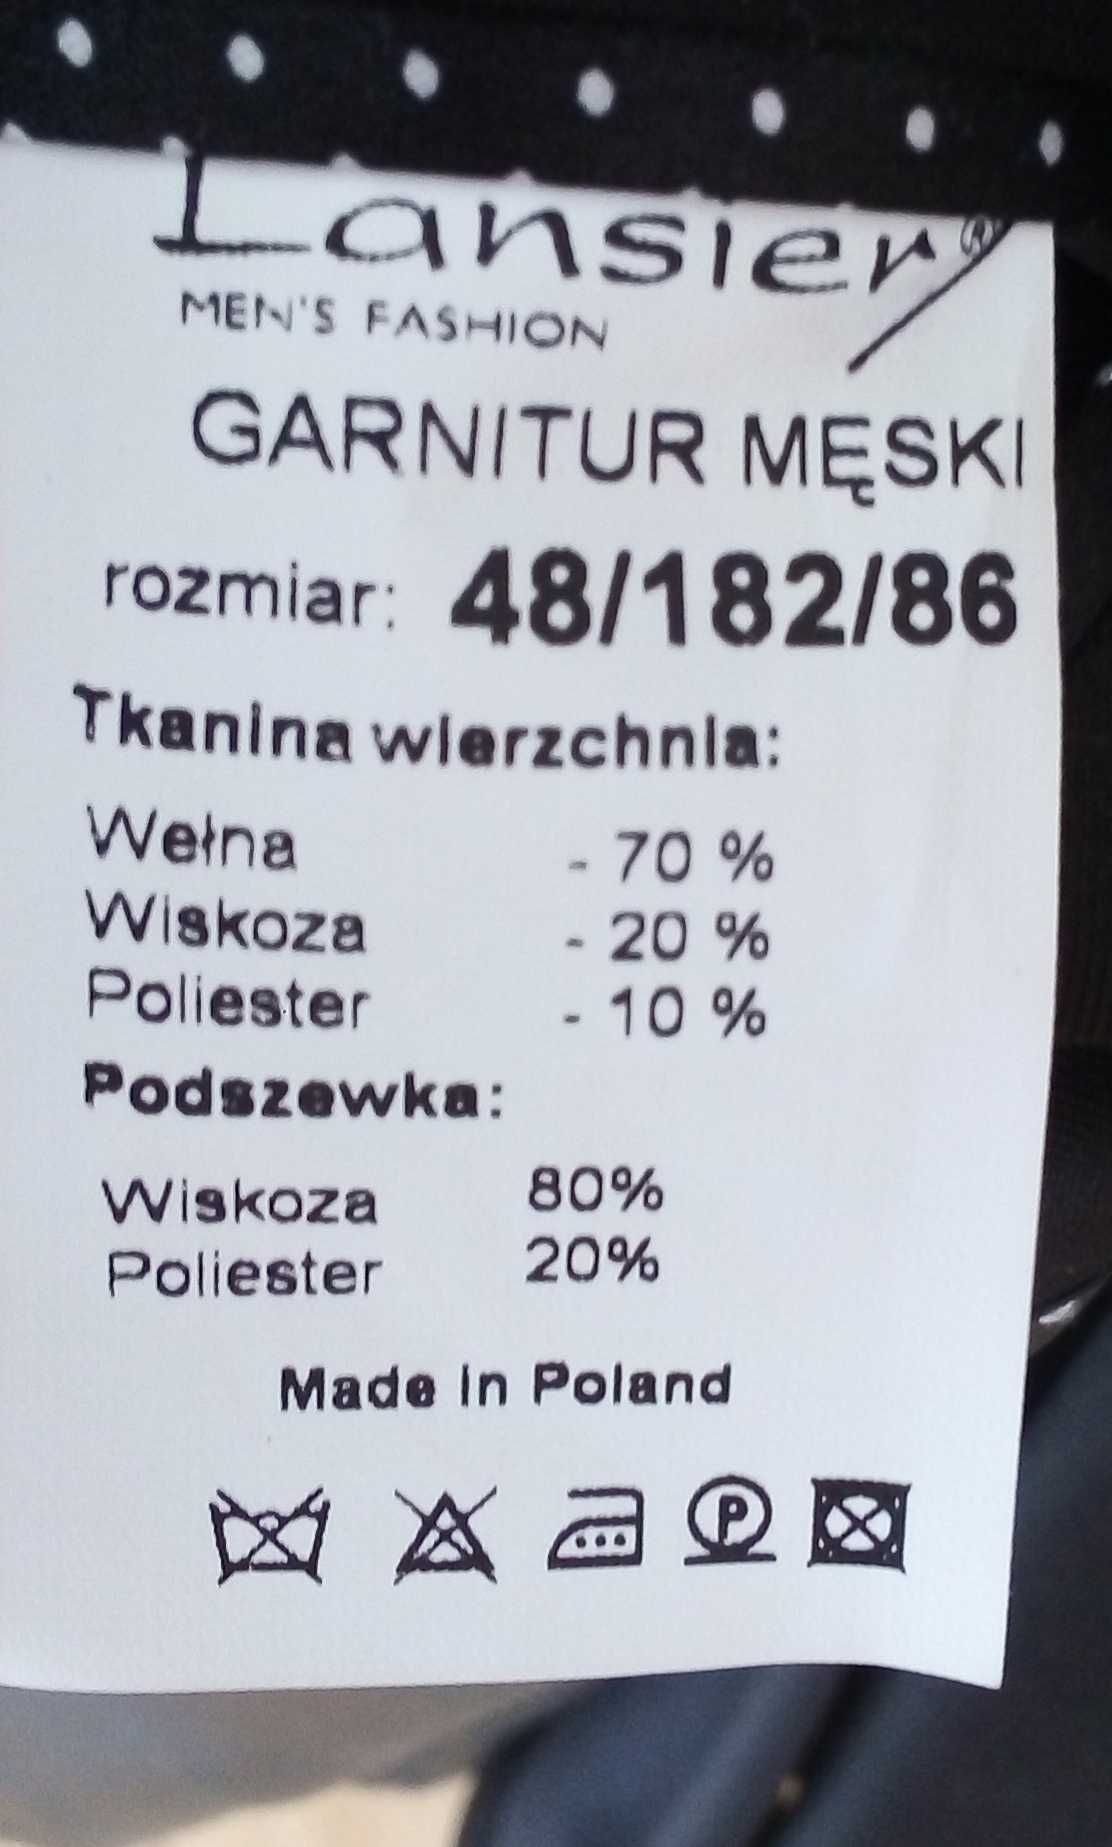 Lansier®
MEN'S FASHION
GARNITUR MĘSKI
rozmiar: 48/182/86
Tkanina wierzchnia:
Wełna - 70 %
Wiskoza - 20 %
Poliester - 10 %
Podszewka:
Wiskoza 80%
Poliester 20%
Made in Poland
P